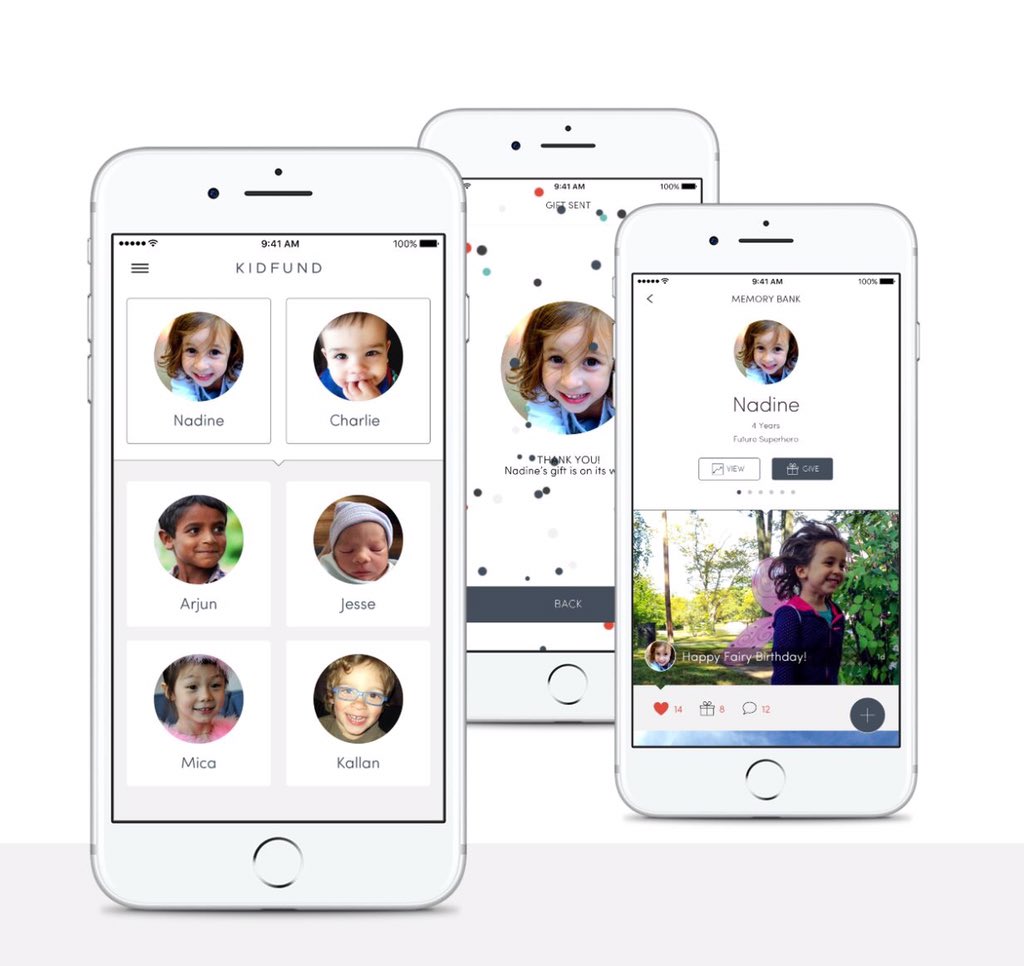 9:41 AM 100%
KIDFUND
Nadine Charlie
Arjun Jesse
Mica Kallan
9:41 AM 100%
GIFT SENT
THANK YOU!
Nadine's gift is on its w
BACK
9:41 AM 100%
MEMORY BANK
Nadine
4 Years
Future Superhero
VIEW GIVE
Happy Fairy Birthday! 1d
14 8 12